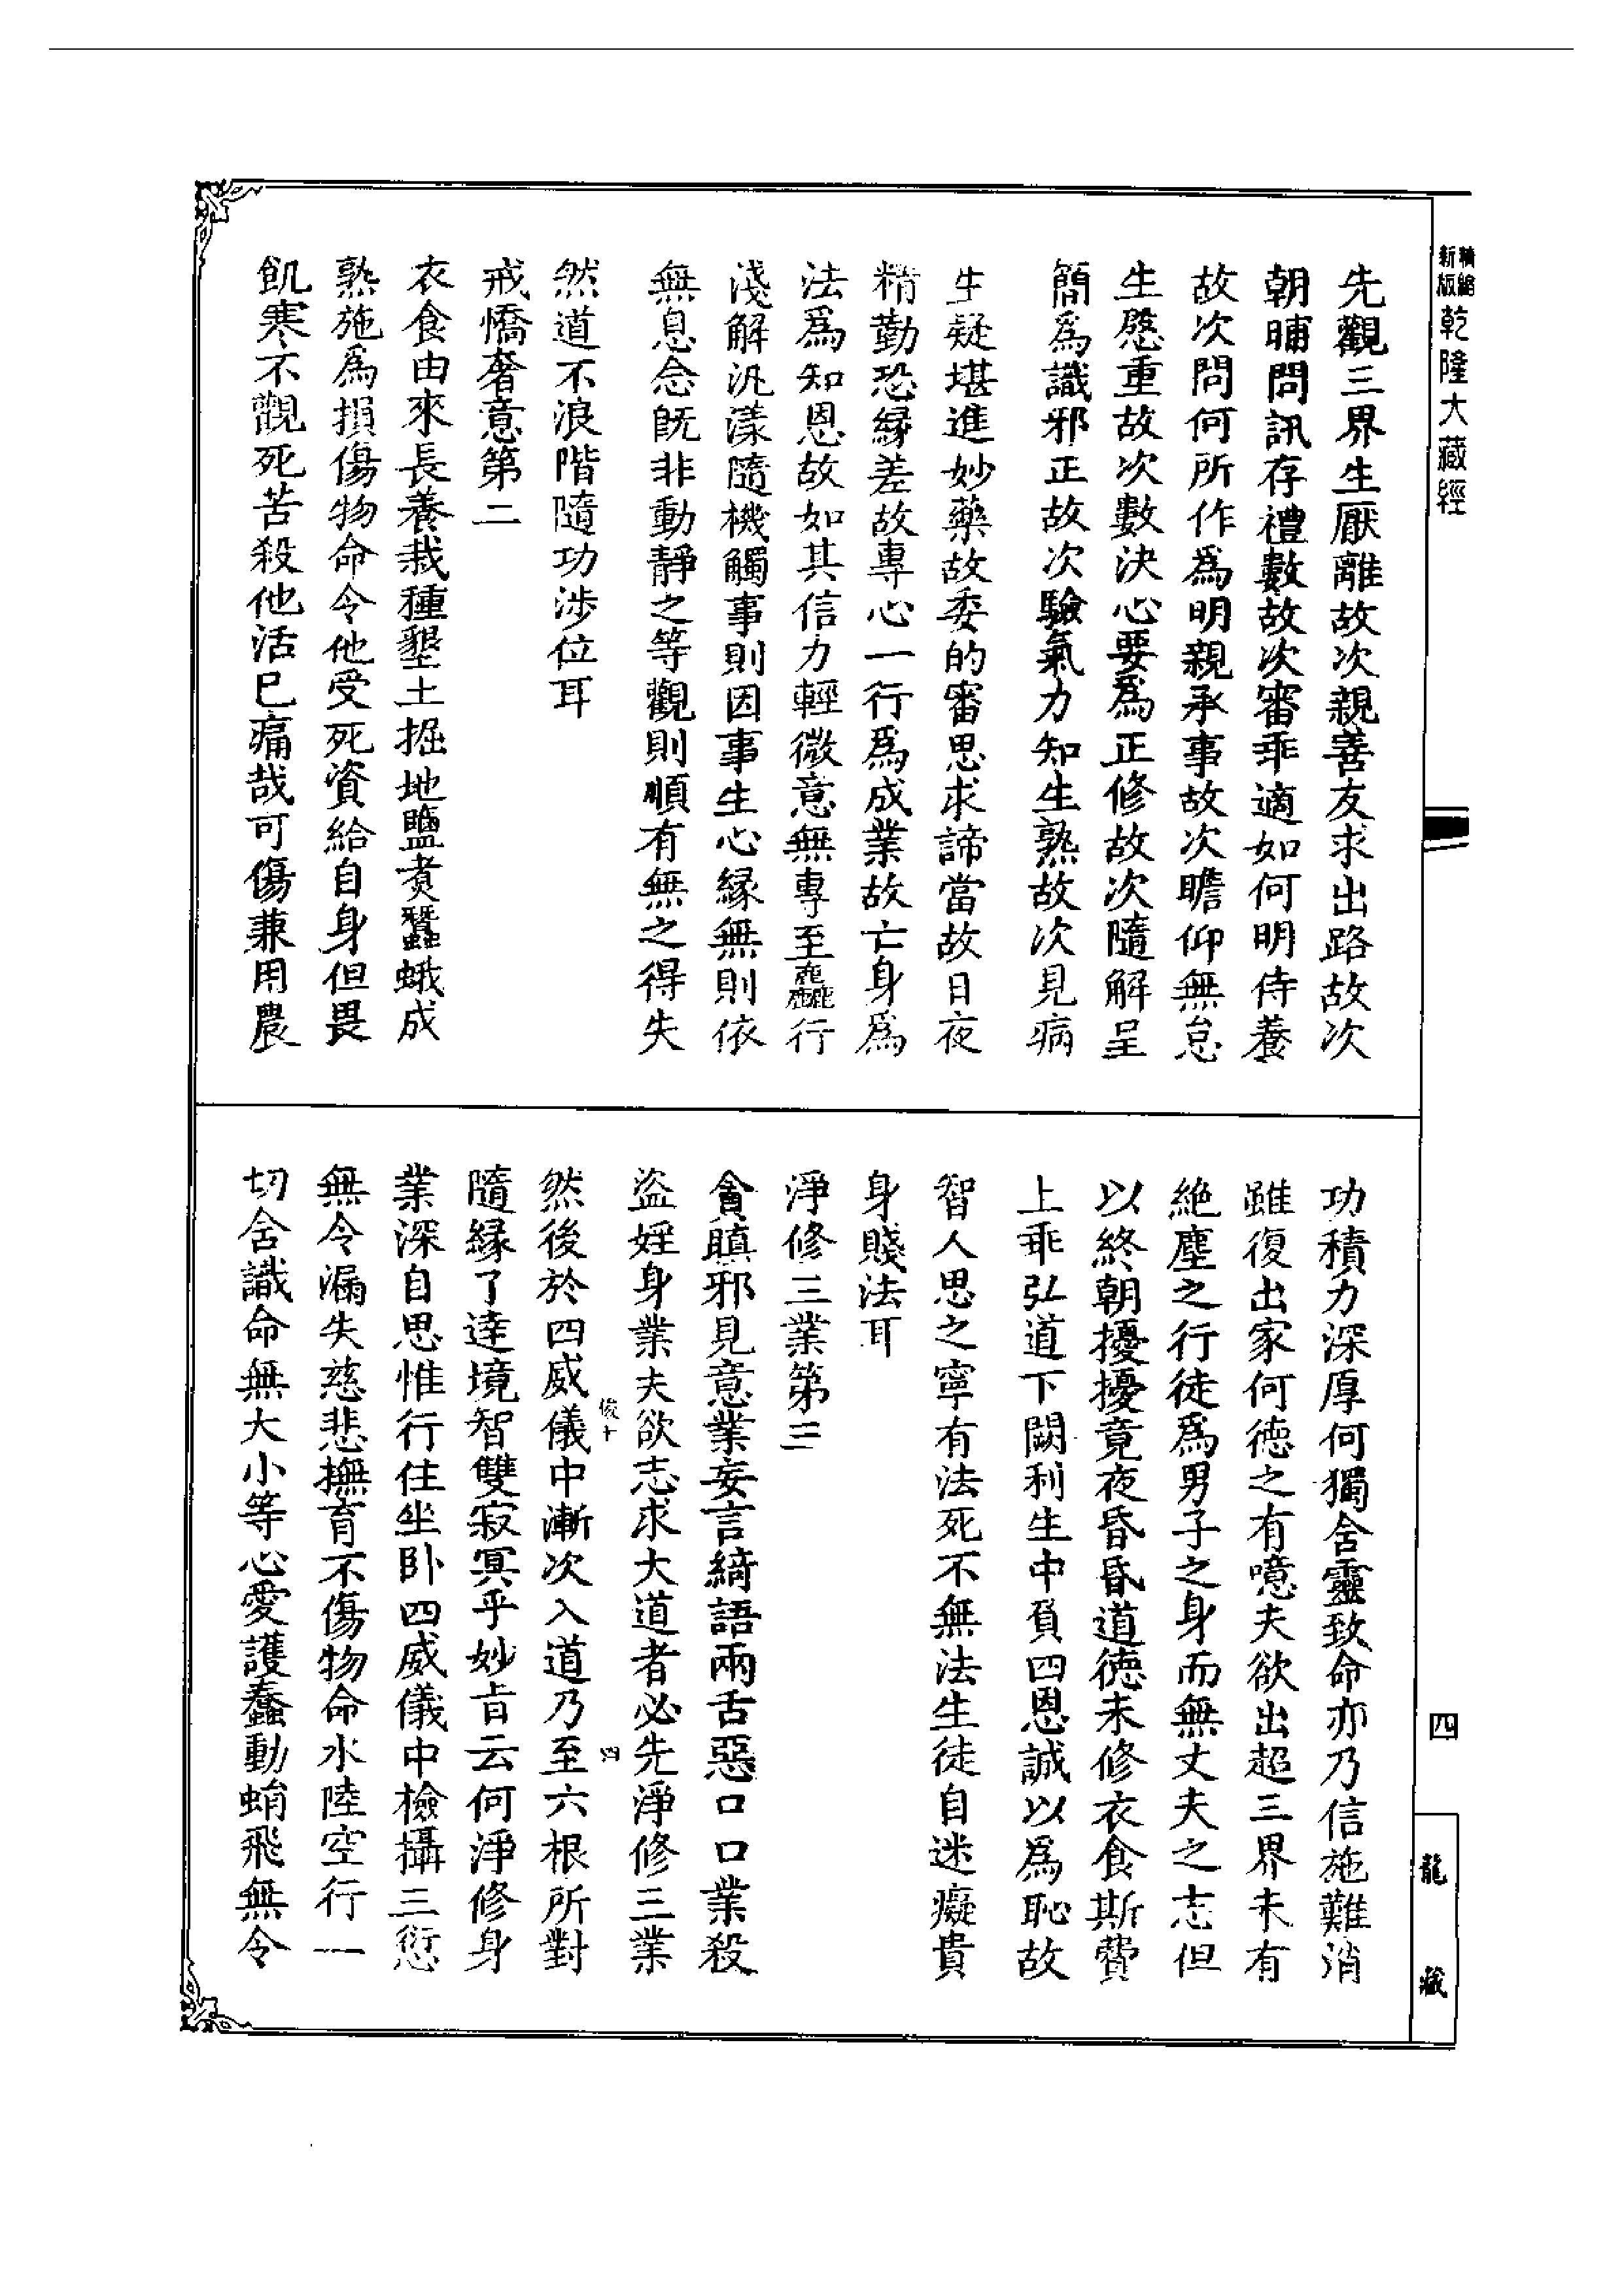 精縮
新版
乾隆大藏經
先觀三界生厭離故次親善友求出路故次
朝晡問訊存禮數故次審乖適如何明侍養
故次問何所作為明親承事故次瞻仰無怠
生慇重故次數決心要為正修故次隨解呈
簡為識邪正故次驗氣力知生熟故次見病
生疑堪進妙藥故委的審思求諦當故日夜
精勤恐緣差故專心一行為成業故亡身為
法為知恩故如其信力輕微意無專至麤行
淺解汎漾隨機觸事則因事生心緣無則依
無息念既非動靜之等觀則順有無之得失
然道不浪階隨功涉位耳
戒憍奢意第二
衣食由來長養栽種墾土掘地鹽煑蠶蛾成
熟施為損傷物命令他受死資給自身但畏
飢寒不觀死苦殺他活巳痛哉可傷兼用農
功積力深厚何獨含靈致命亦乃信施難消
雖復出家何德之有噫夫欲出超三界未有
絕塵之行徒為男子之身而無丈夫之志但
以終朝擾擾竟夜昏昏道德未修衣食斯費
上乖弘道下闕利生中負四恩誠以為恥故
智人思之寧有法死不無法生徒自迷癡貴
身賤法耳
淨修三業第三
貪瞋邪見意業妄言綺語兩舌惡口口業殺
盜婬身業夫欲志求大道者必先淨修三業
俊十
四
然後於四威儀中漸次入道乃至六根所對
隨緣了達境智雙寂冥乎妙旨云何淨修身
業深自思惟行住坐卧四威儀中檢攝三愆
無令漏失慈悲撫育不傷物命水陸空行一
切含識命無大小等心愛護蠢動蜎飛無令
四
龍
藏